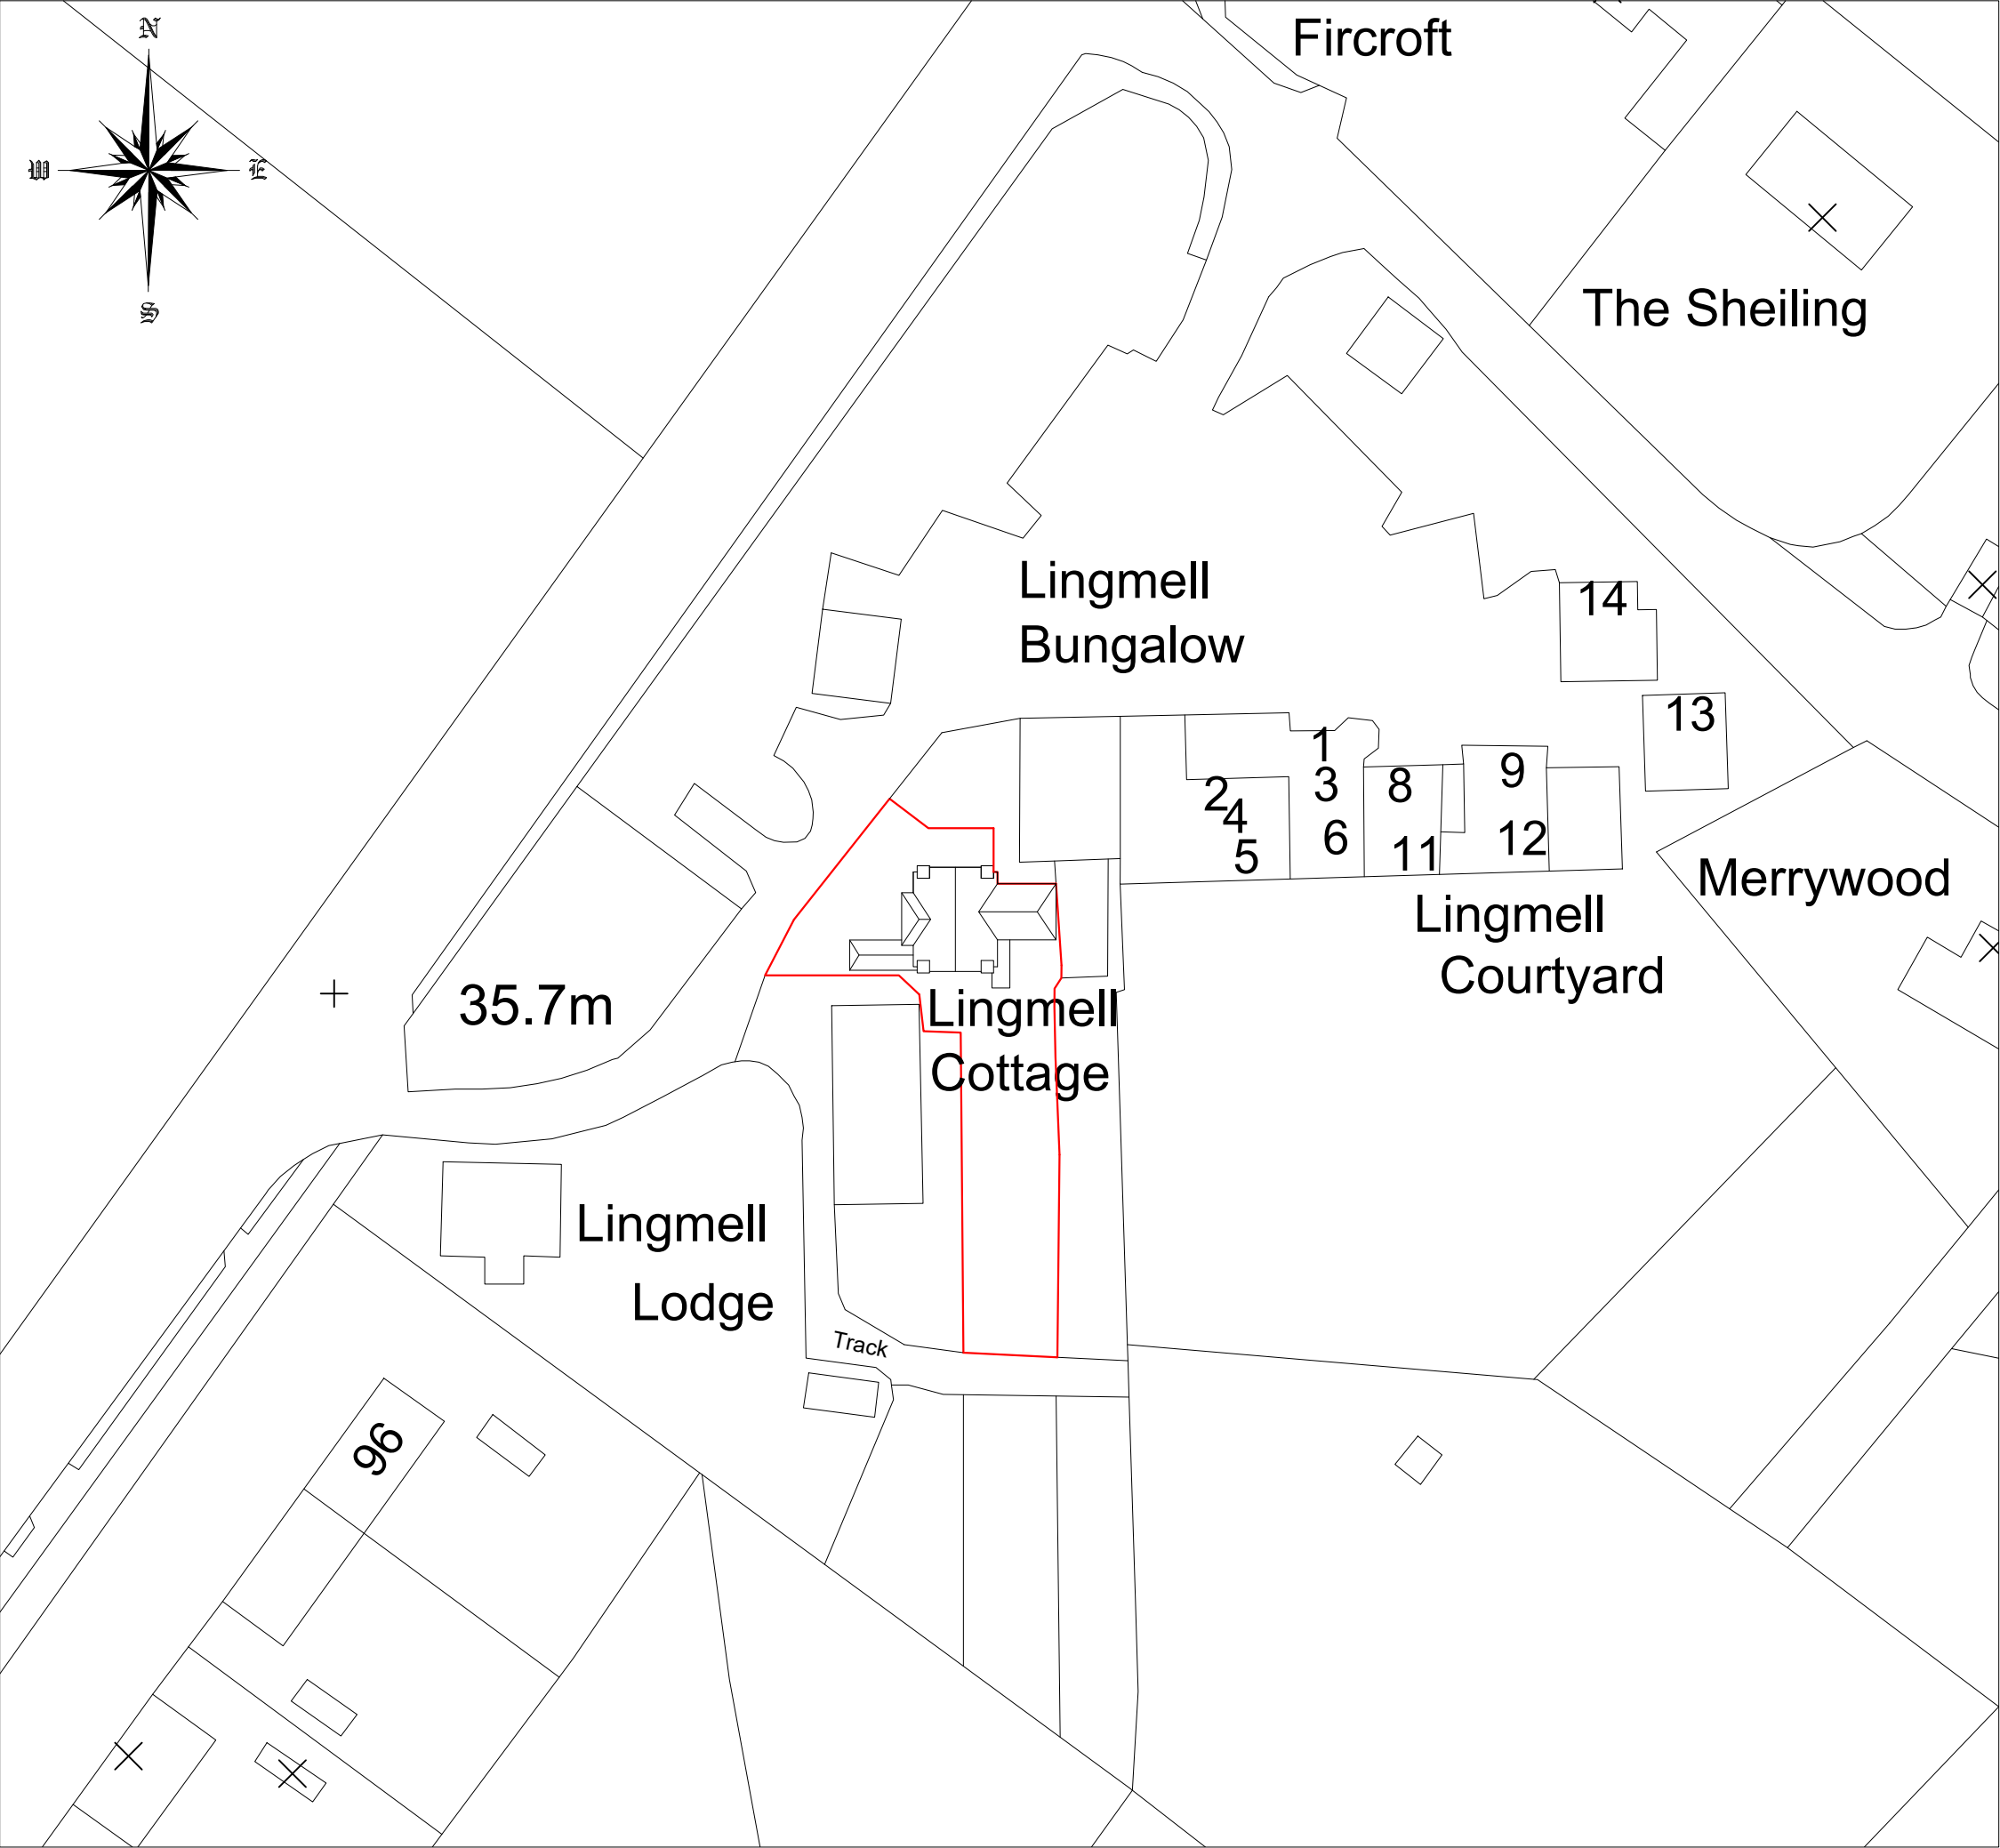 N
Fircroft
W
E
S
The Sheiling
Lingmell
Bungalow
14
13
1
2
3
8
9
4
5
6
11
12
Merrywood
Lingmell
Courtyard
35.7m
Lingmell
Cottage
Lingmell
Lodge
Track
96